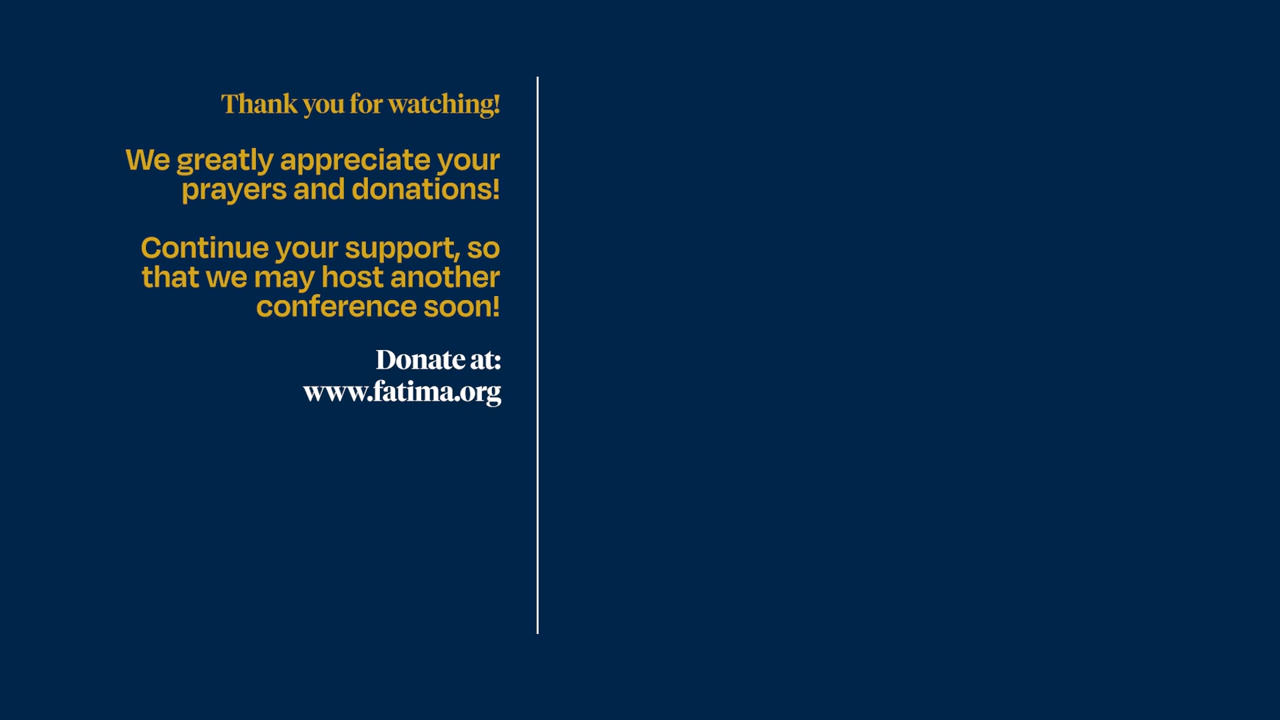 Thank you for watching!
We greatly appreciate your
prayers and donations!
Continue your support, so
that we may host another
conference soon!
Donate at:
www.fatima.org